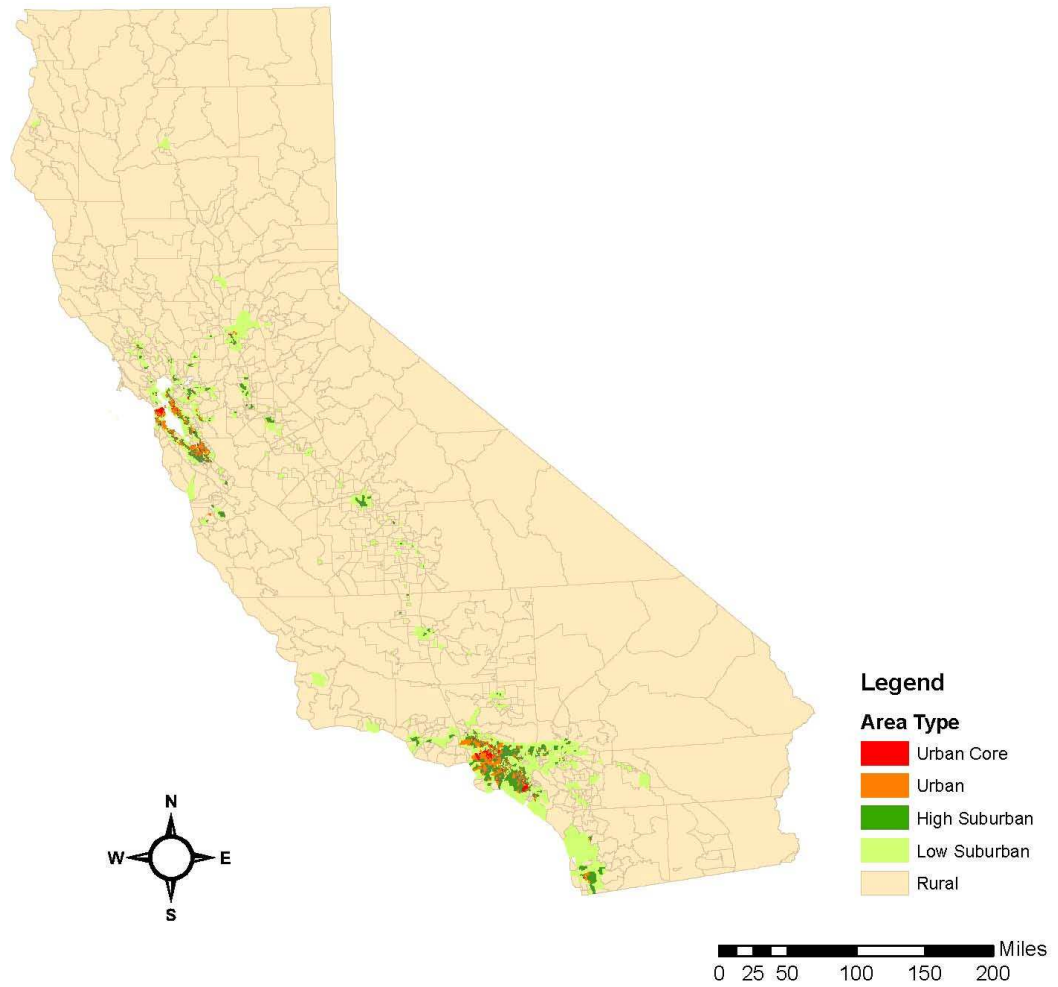 Legend
Area Type
Urban Core
Urban
High Suburban
Low Suburban
Rural
N
W E
S
Miles
0 25 50 100 150 200